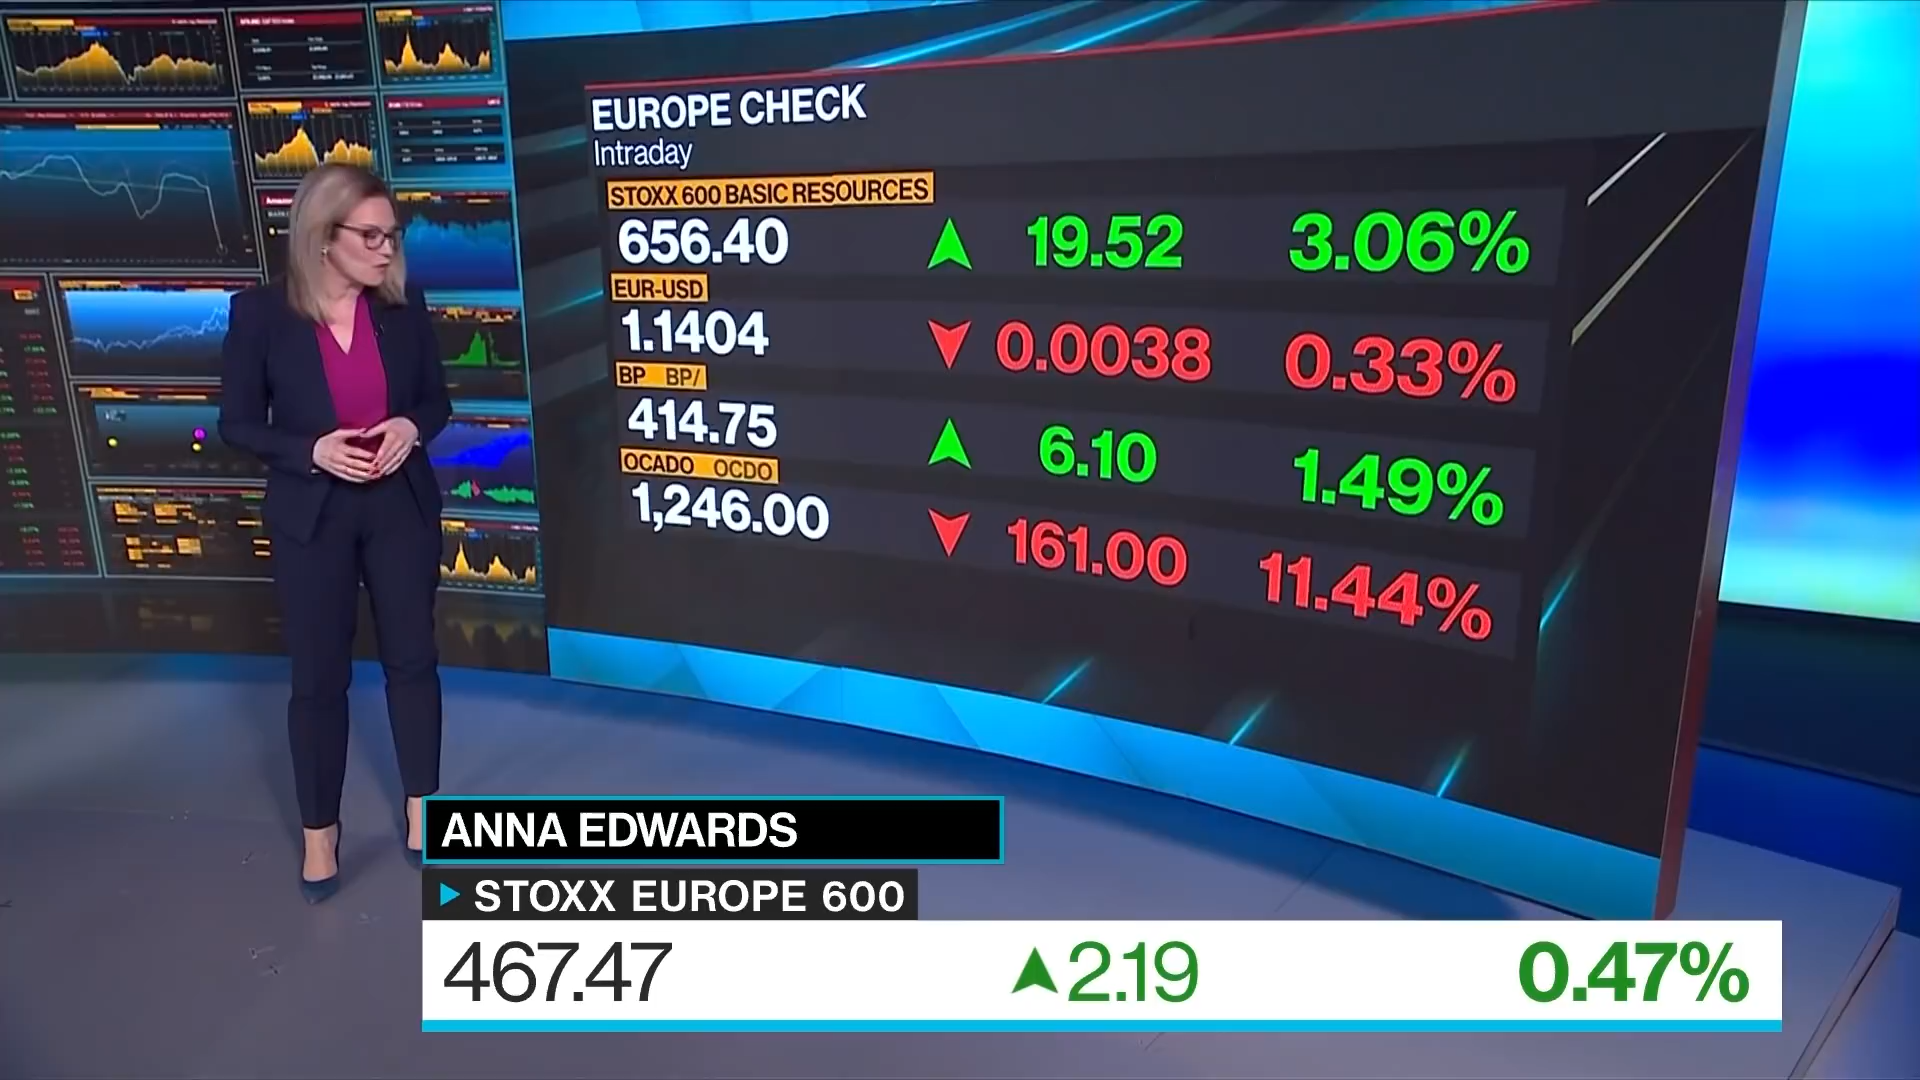 EUROPE CHECK
Intraday
STOXX 600 BASIC RESOURCES
656.40 ▲ 19.52 3.06%
EUR-USD
1.1404 ▼ 0.0038 0.33%
BP BP/
414.75 ▲ 6.10 1.49%
OCADO OCDO
1,246.00 ▼ 161.00 11.44%
ANNA EDWARDS
STOXX EUROPE 600
467.47 ▲ 2.19 0.47%